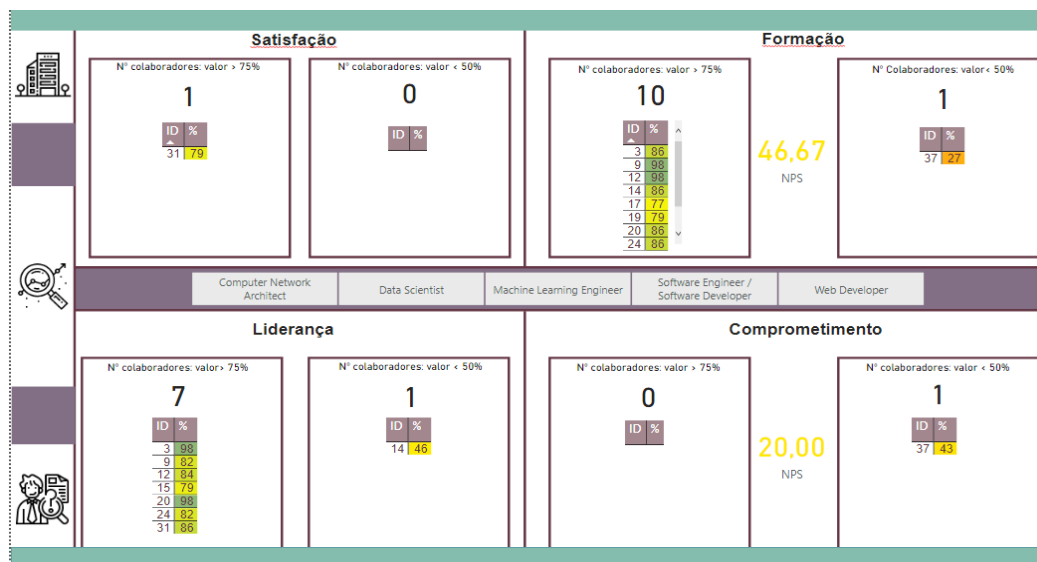 Satisfação
Nº colaboradores: valor > 75%
1
ID %
31 79
Nº colaboradores: valor < 50%
0
ID %
Formação
Nº colaboradores: valor > 75%
10
ID %
3 86
9 98
12 98
14 86
17 77
19 79
20 86
24 86
46,67
NPS
Nº Colaboradores: valor< 50%
1
ID %
37 27
Computer Network
Architect
Data Scientist
Machine Learning Engineer
Software Engineer /
Software Developer
Web Developer
Liderança
Nº colaboradores: valor> 75%
7
ID %
3 98
9 82
12 84
15 79
20 98
24 82
31 86
Nº colaboradores: valor < 50%
1
ID %
14 46
Comprometimento
Nº colaboradores: valor > 75%
0
ID %
20,00
NPS
Nº colaboradores: valor < 50%
1
ID %
37 43